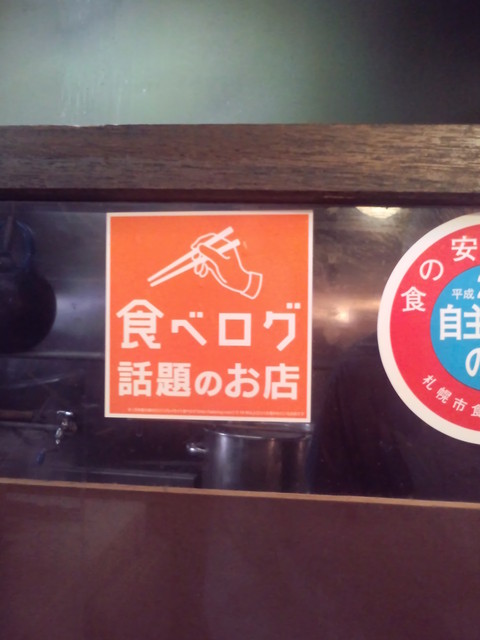 食べログ
話題のお店
の安
食
平成
自主
の
札幌市食